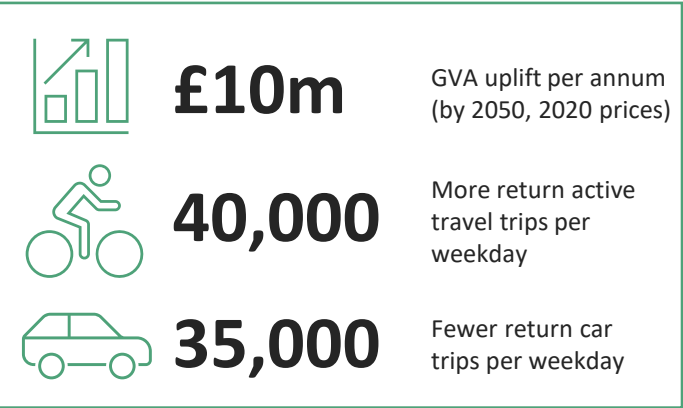 £10m
GVA uplift per annum
(by 2050, 2020 prices)
40,000
More return active
travel trips per
weekday
35,000
Fewer return car
trips per weekday